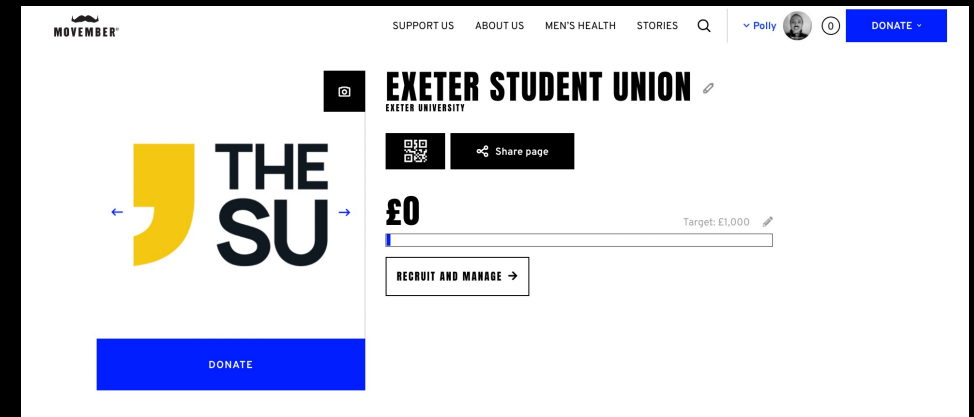 MOVEMBER®
SUPPORT US ABOUT US MEN'S HEALTH STORIES Polly 0 DONATE
EXETER STUDENT UNION
EXETER UNIVERSITY
Share page
THE
SU
£0
Target: £1,000
RECRUIT AND MANAGE
DONATE